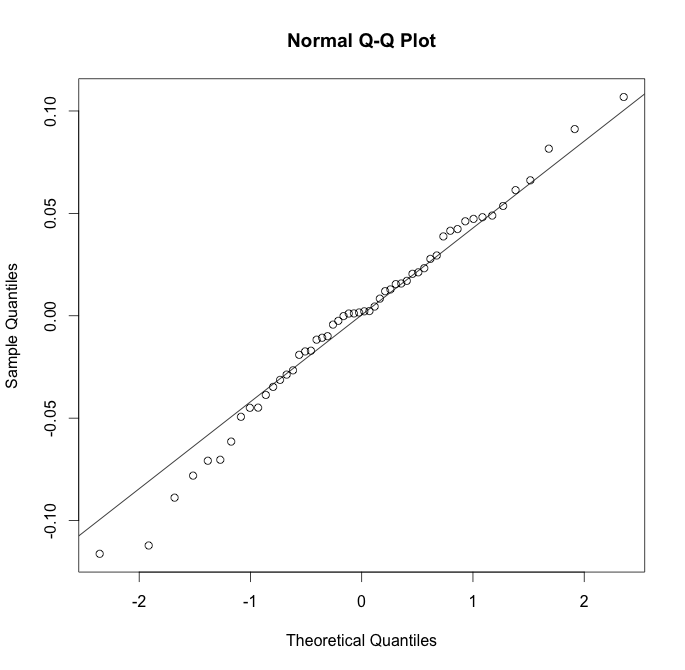 Normal Q-Q Plot
Sample Quantiles
0.10
0.05
0.00
-0.05
-0.10
-2 -1 0 1 2
Theoretical Quantiles